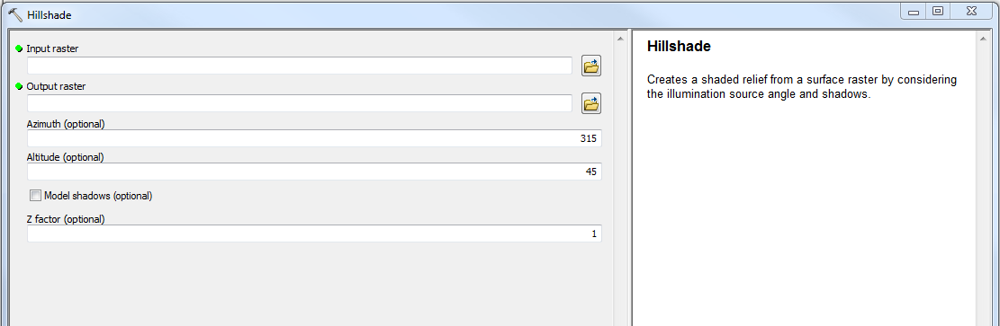 Hillshade
Input raster
Output raster
Azimuth (optional)
315
Altitude (optional)
45
Model shadows (optional)
Z factor (optional)
1
Hillshade
Creates a shaded relief from a surface raster by considering
the illumination source angle and shadows.